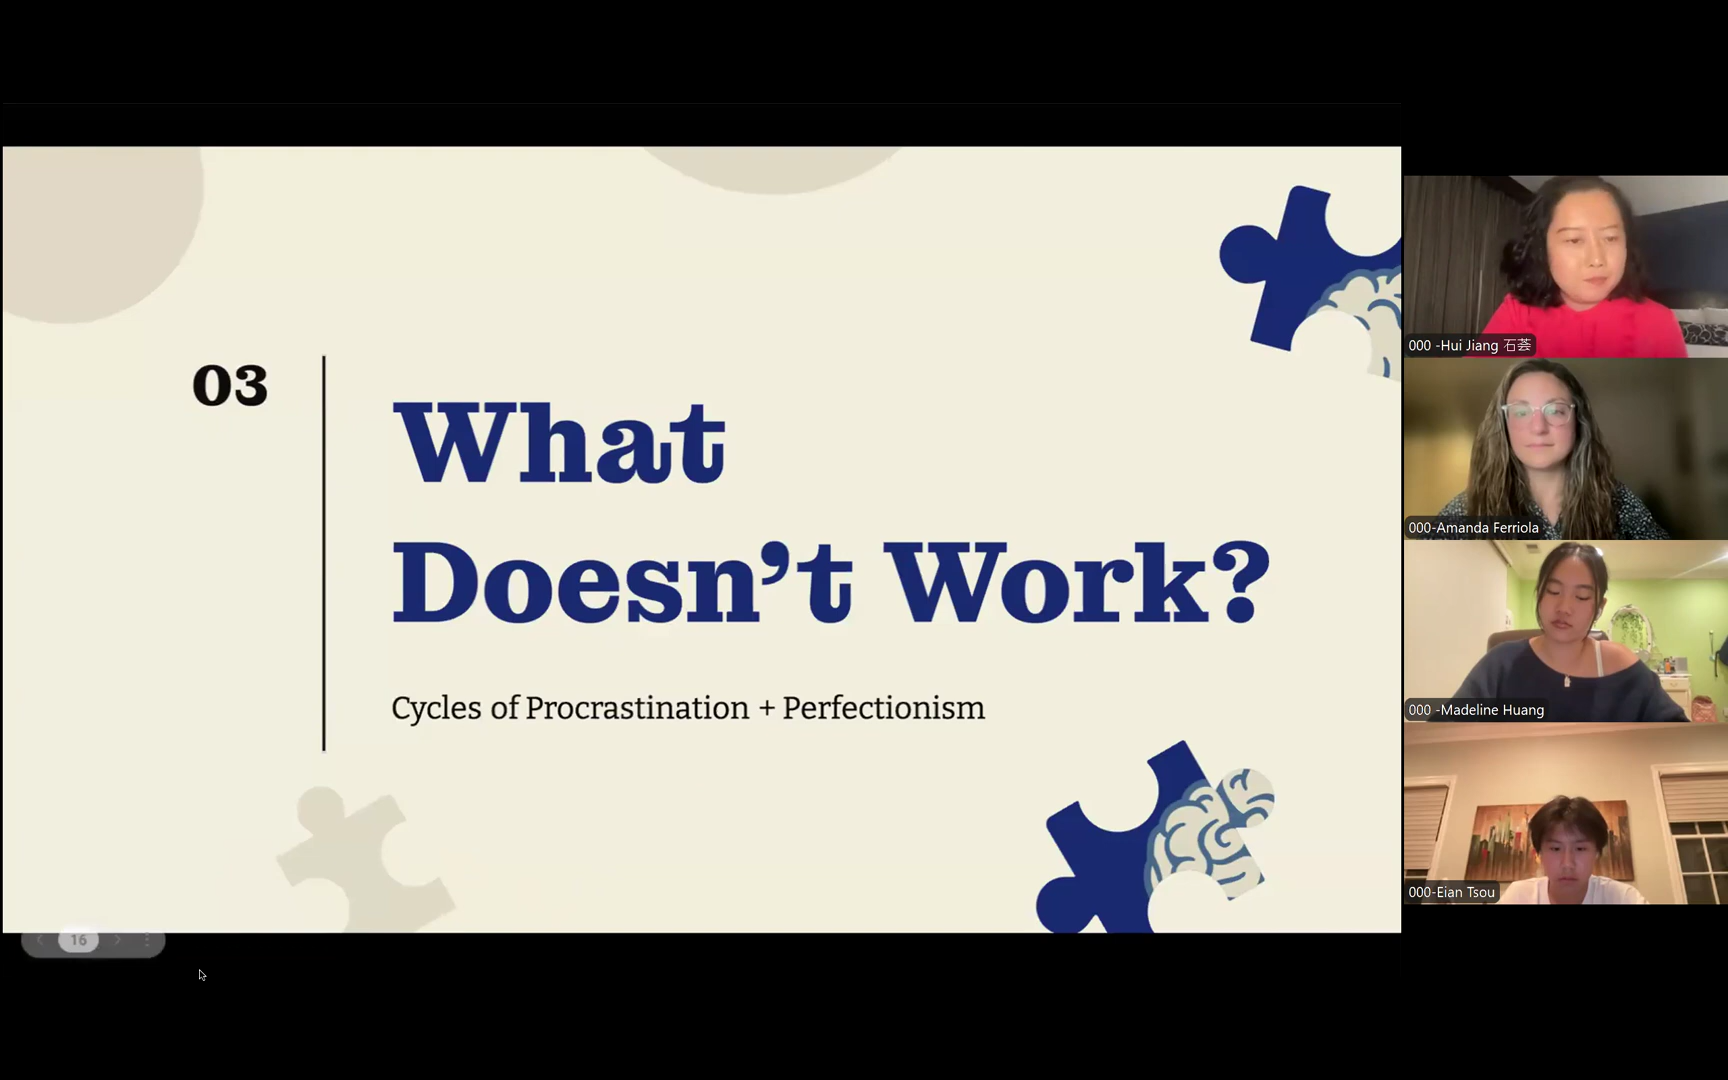 03
What
Doesn’t Work?
Cycles of Procrastination + Perfectionism
16
000 -Hui Jiang 石荟
000-Amanda Ferriola
000 -Madeline Huang
000-Eian Tsou